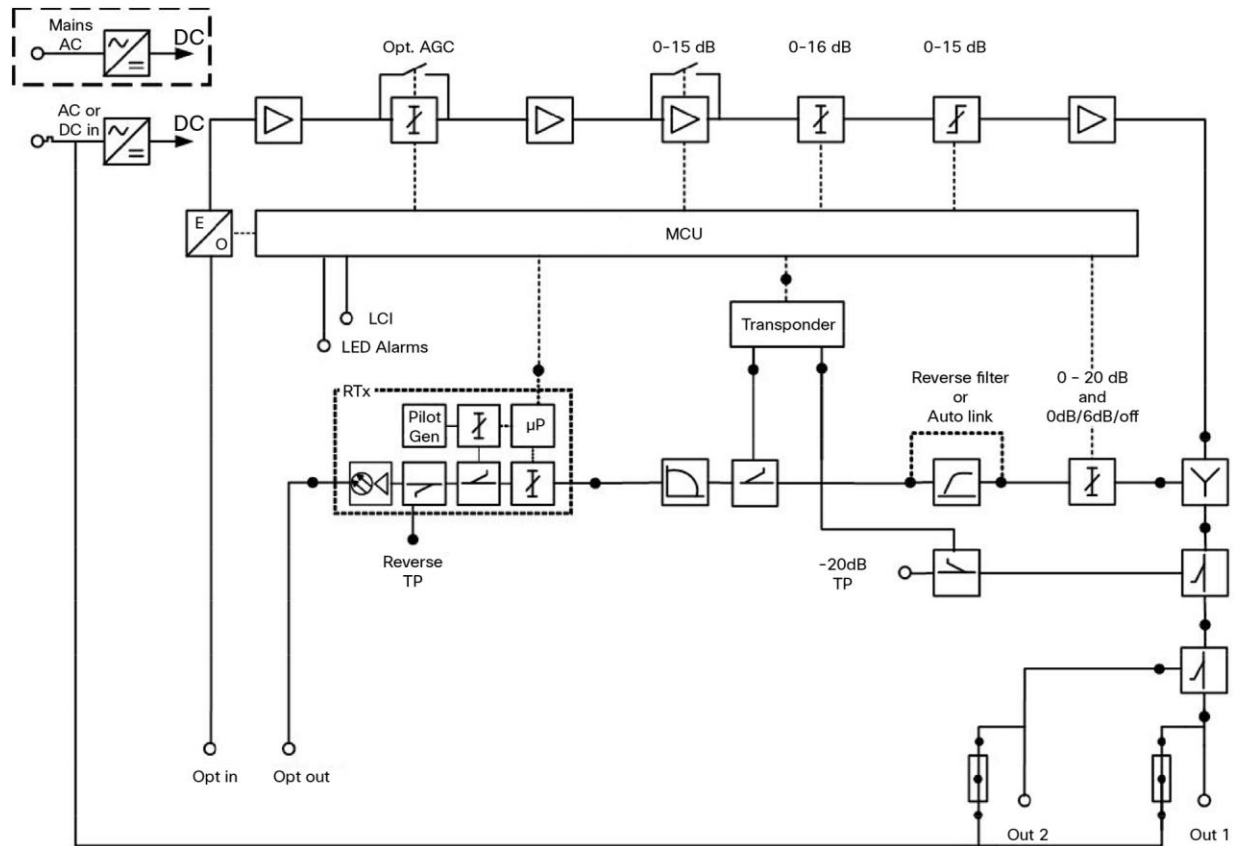 Mains
AC
DC
AC or
DC in
DC
Opt. AGC
0-15 dB
0-16 dB
0-15 dB
E
O
MCU
LCI
LED Alarms
Transponder
RTx
Pilot
Gen
µP
Reverse filter
or
Auto link
0 - 20 dB
and
0dB/6dB/off
Reverse
TP
-20dB
TP
Opt in
Opt out
Out 2
Out 1